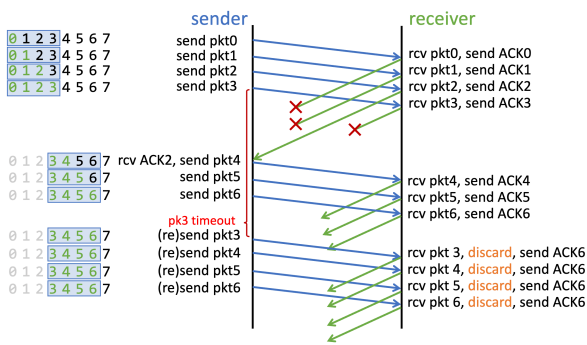 sender receiver
0 1 2 3 4 5 6 7 send pkt0 rcv pkt0, send ACK0
0 1 2 3 4 5 6 7 send pkt1 rcv pkt1, send ACK1
0 1 2 3 4 5 6 7 send pkt2 rcv pkt2, send ACK2
0 1 2 3 4 5 6 7 send pkt3 rcv pkt3, send ACK3
0 1 2 3 4 5 6 7 rcv ACK2, send pkt4 rcv pkt4, send ACK4
0 1 2 3 4 5 6 7 send pkt5 rcv pkt5, send ACK5
0 1 2 3 4 5 6 7 send pkt6 rcv pkt6, send ACK6
pk3 timeout
0 1 2 3 4 5 6 7 (re)send pkt3 rcv pkt 3, discard, send ACK6
0 1 2 3 4 5 6 7 (re)send pkt4 rcv pkt 4, discard, send ACK6
0 1 2 3 4 5 6 7 (re)send pkt5 rcv pkt 5, discard, send ACK6
0 1 2 3 4 5 6 7 (re)send pkt6 rcv pkt 6, discard, send ACK6